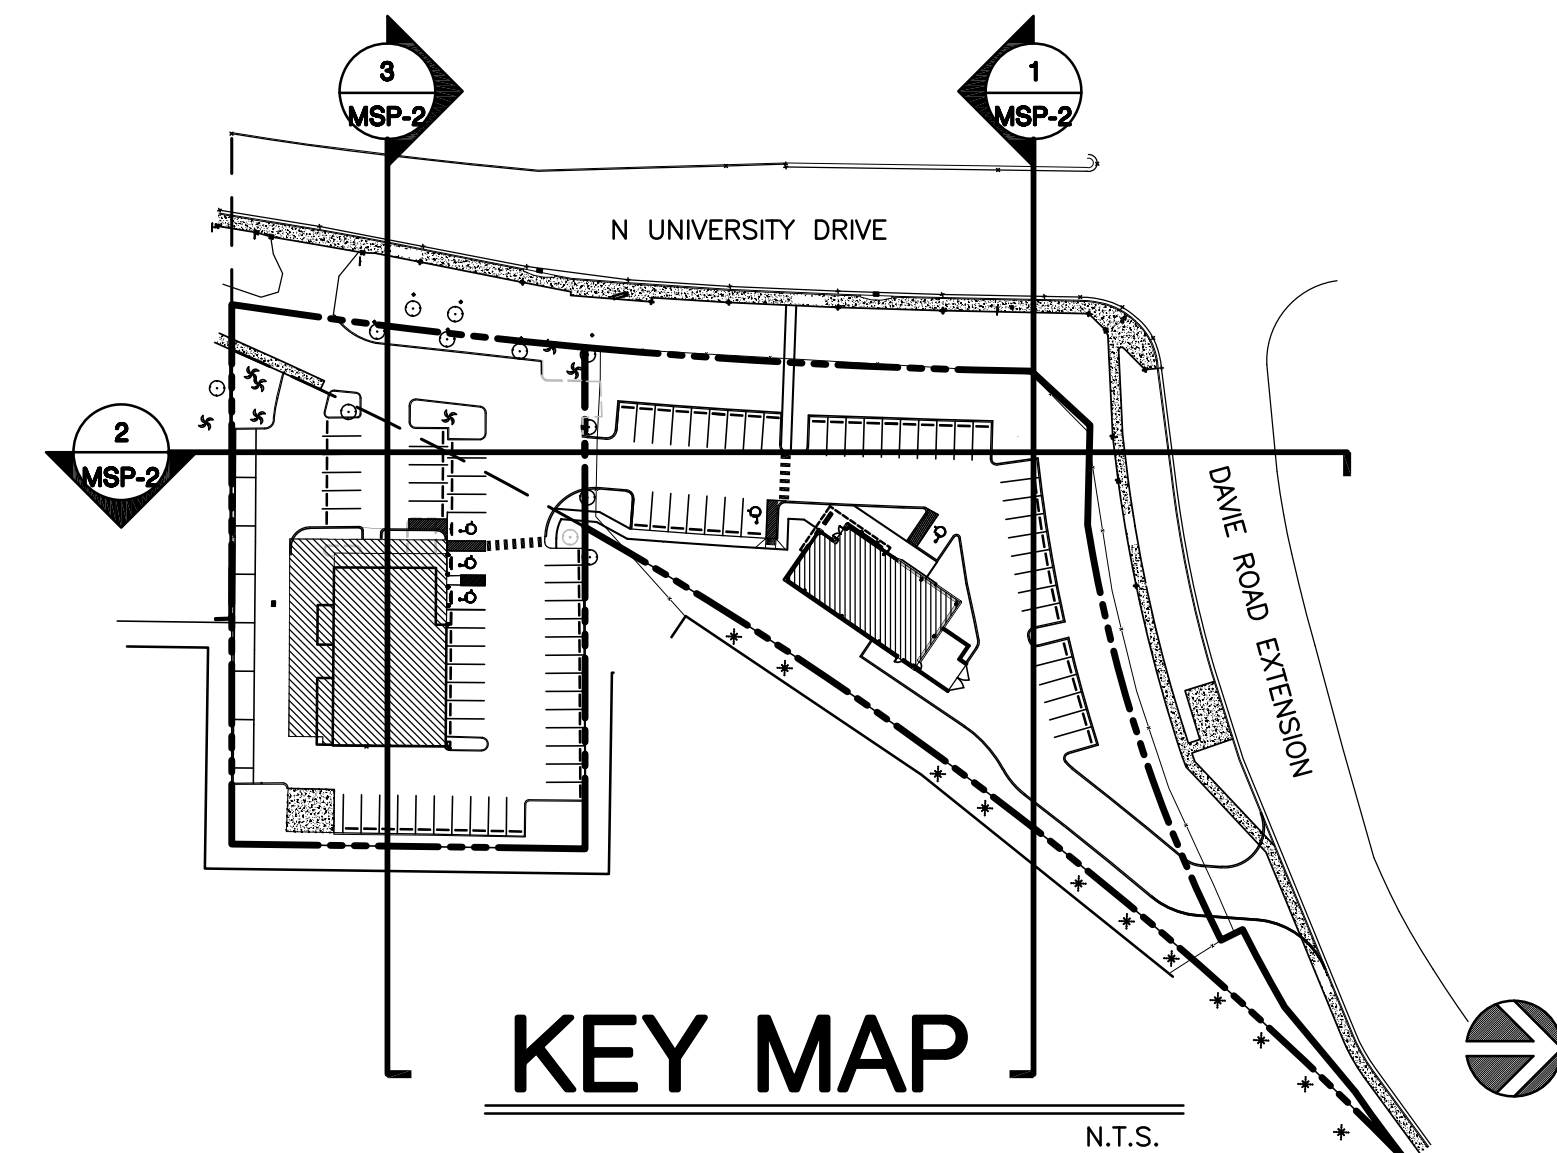 3
MSP-2
1
MSP-2
N UNIVERSITY DRIVE
2
MSP-2
DAVIE ROAD EXTENSION
KEY MAP
N.T.S.